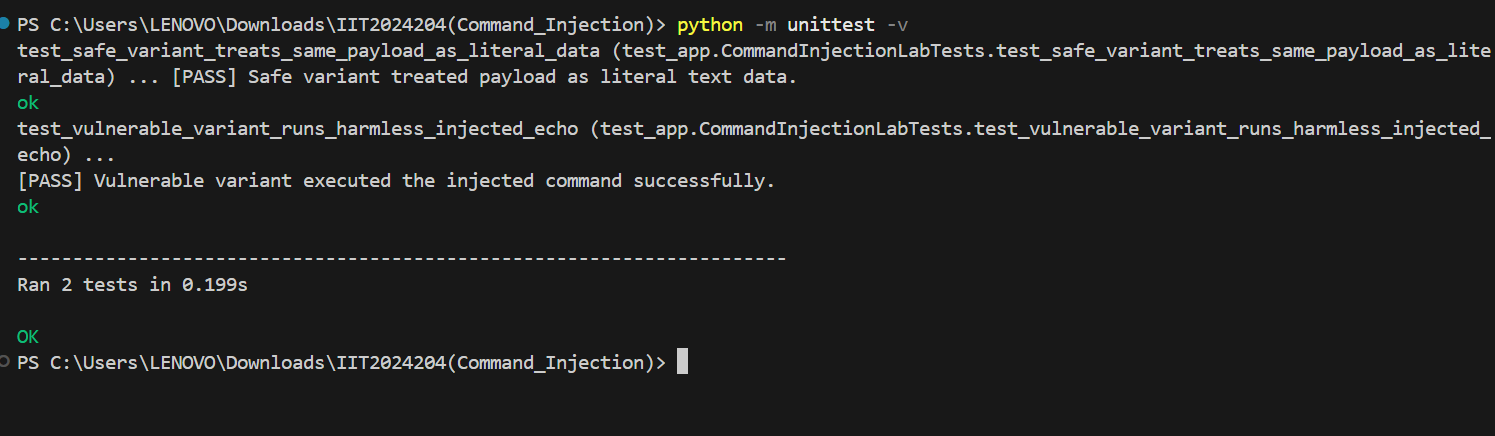 PS C:\Users\LENOVO\Downloads\IIT2024204(Command_Injection)> python -m unittest -v
test_safe_variant_treats_same_payload_as_literal_data (test_app.CommandInjectionLabTests.test_safe_variant_treats_same_payload_as_lite
ral_data) ... [PASS] Safe variant treated payload as literal text data.
ok
test_vulnerable_variant_runs_harmless_injected_echo (test_app.CommandInjectionLabTests.test_vulnerable_variant_runs_harmless_injected_
echo) ...
[PASS] Vulnerable variant executed the injected command successfully.
ok
----------------------------------------------------------------------
Ran 2 tests in 0.199s
OK
PS C:\Users\LENOVO\Downloads\IIT2024204(Command_Injection)>